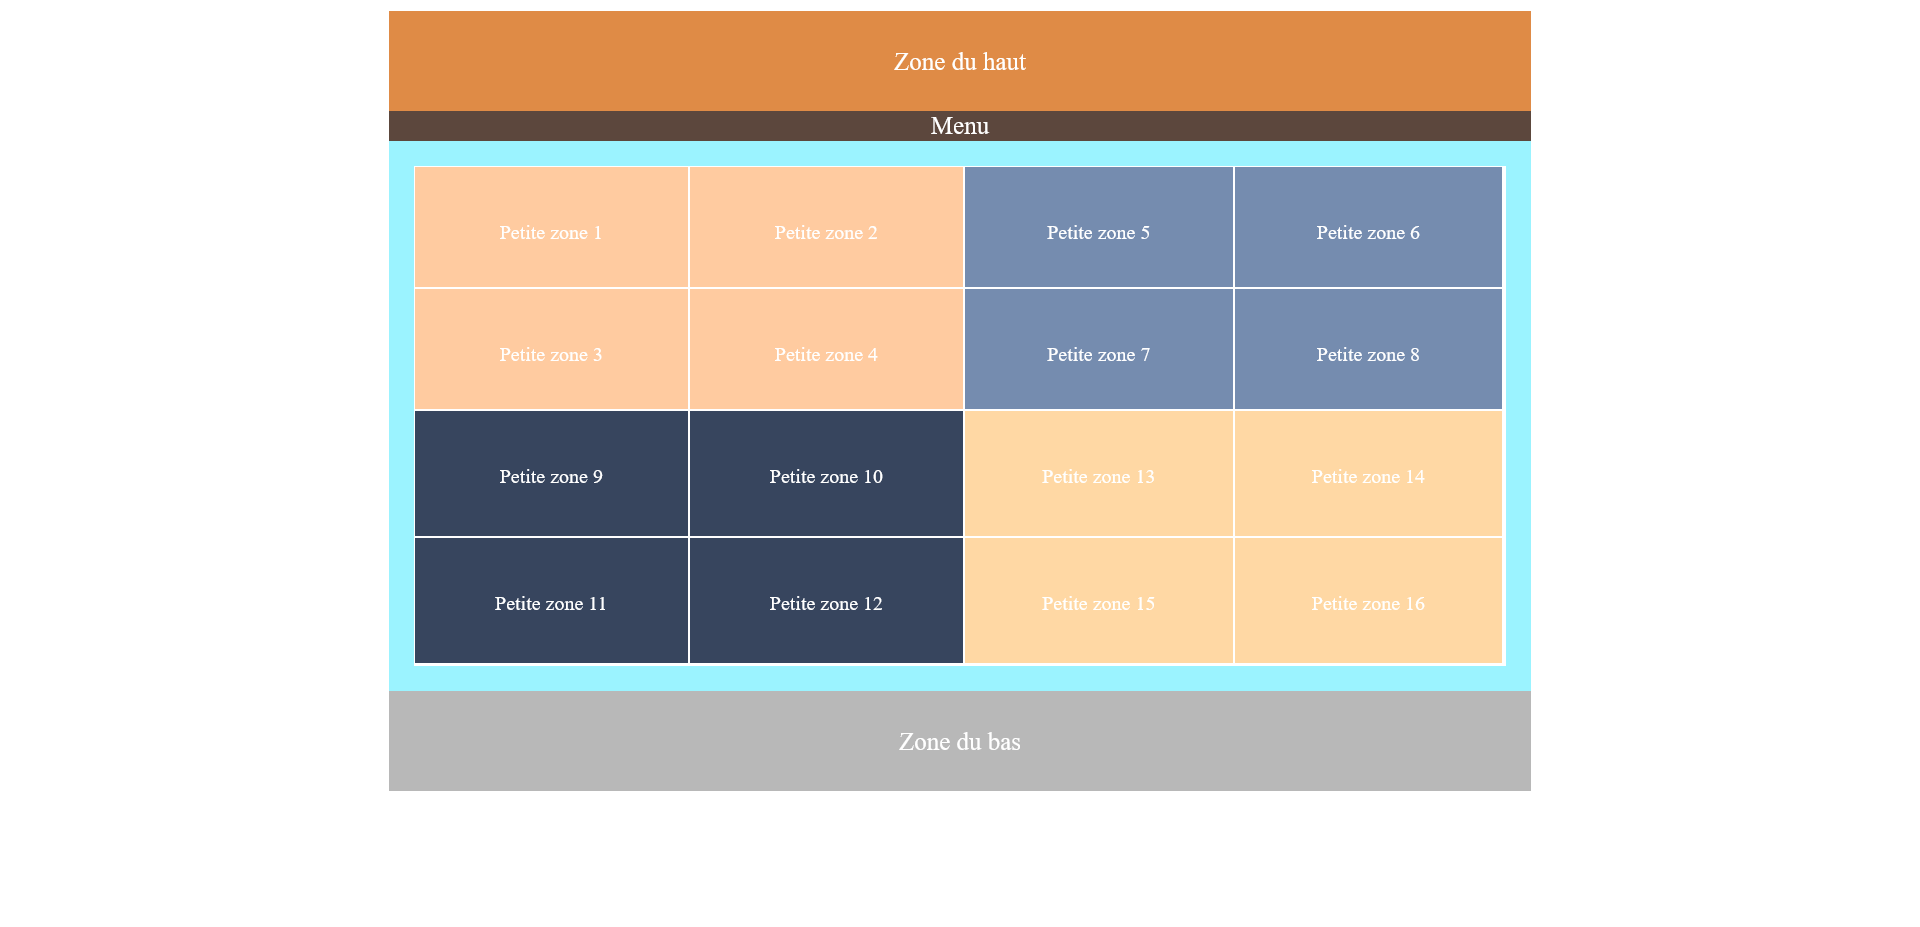 Zone du haut
Menu
Petite zone 1
Petite zone 2
Petite zone 5
Petite zone 6
Petite zone 3
Petite zone 4
Petite zone 7
Petite zone 8
Petite zone 9
Petite zone 10
Petite zone 13
Petite zone 14
Petite zone 11
Petite zone 12
Petite zone 15
Petite zone 16
Zone du bas